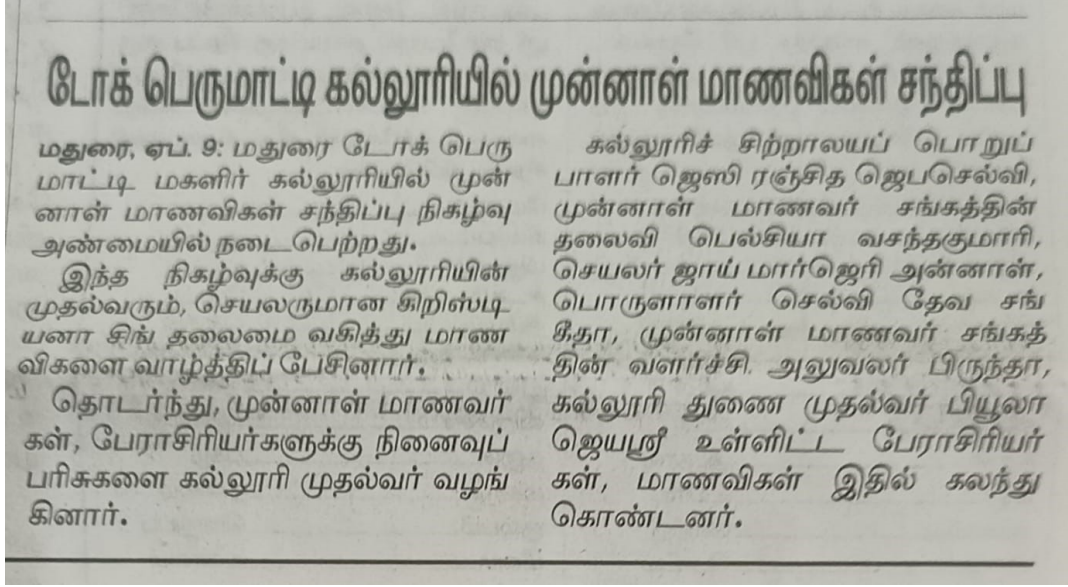 டோக் பெருமாட்டி கல்லூரியில் முன்னாள் மாணவிகள் சந்திப்பு
மதுரை, ஏப். 9: மதுரை டோக் பெரு
மாட்டி மகளிர் கல்லூரியில் முன்
னாள் மாணவிகள் சந்திப்பு நிகழ்வு
அண்மையில் நடைபெற்றது.
இந்த நிகழ்வுக்கு கல்லூரியின்
முதல்வரும், செயலருமான கிறிஸ்டி
யனா சிங் தலைமை வகித்து மாண
விகளை வாழ்த்திப் பேசினார்.
தொடர்ந்து, முன்னாள் மாணவர்
கள், பேராசிரியர்களுக்கு நினைவுப்
பரிசுகளை கல்லூரி முதல்வர் வழங்
கினார்.
கல்லூரிச் சிற்றாலயப் பொறுப்
பாளர் ஜெஸி ரஞ்சித ஜெபசெல்வி,
முன்னாள் மாணவர் சங்கத்தின்
தலைவி பெல்சியா வசந்தகுமாரி,
செயலர் ஜாய் மார்ஜெரி அன்னாள்,
பொருளாளர் செல்வி தேவ சங்
கீதா, முன்னாள் மாணவர் சங்கத்
தின் வளர்ச்சி அலுவலர் பிருந்தா,
கல்லூரி துணை முதல்வர் பியூலா
ஜெயஸ்ரீ உள்ளிட்ட பேராசிரியர்
கள், மாணவிகள் இதில் கலந்து
கொண்டனர்.